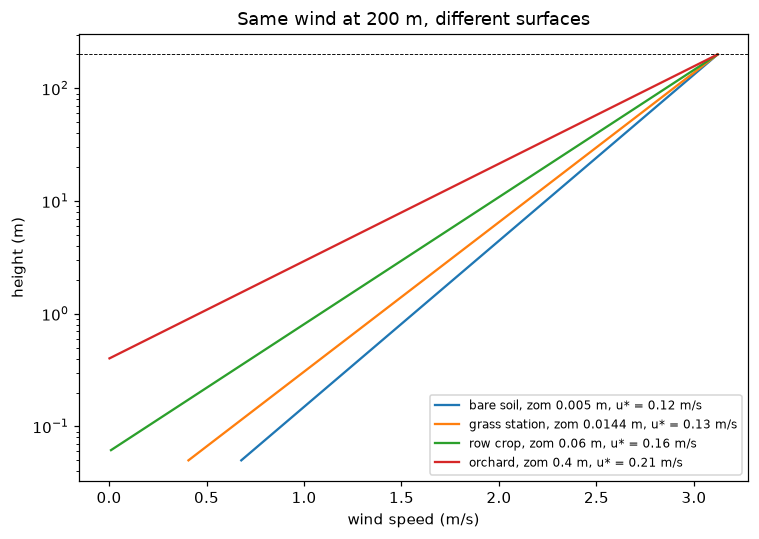 Same wind at 200 m, different surfaces
height (m)
10²
10¹
10⁰
10⁻¹
bare soil, zom 0.005 m, u* = 0.12 m/s
grass station, zom 0.0144 m, u* = 0.13 m/s
row crop, zom 0.06 m, u* = 0.16 m/s
orchard, zom 0.4 m, u* = 0.21 m/s
0.0 0.5 1.0 1.5 2.0 2.5 3.0
wind speed (m/s)